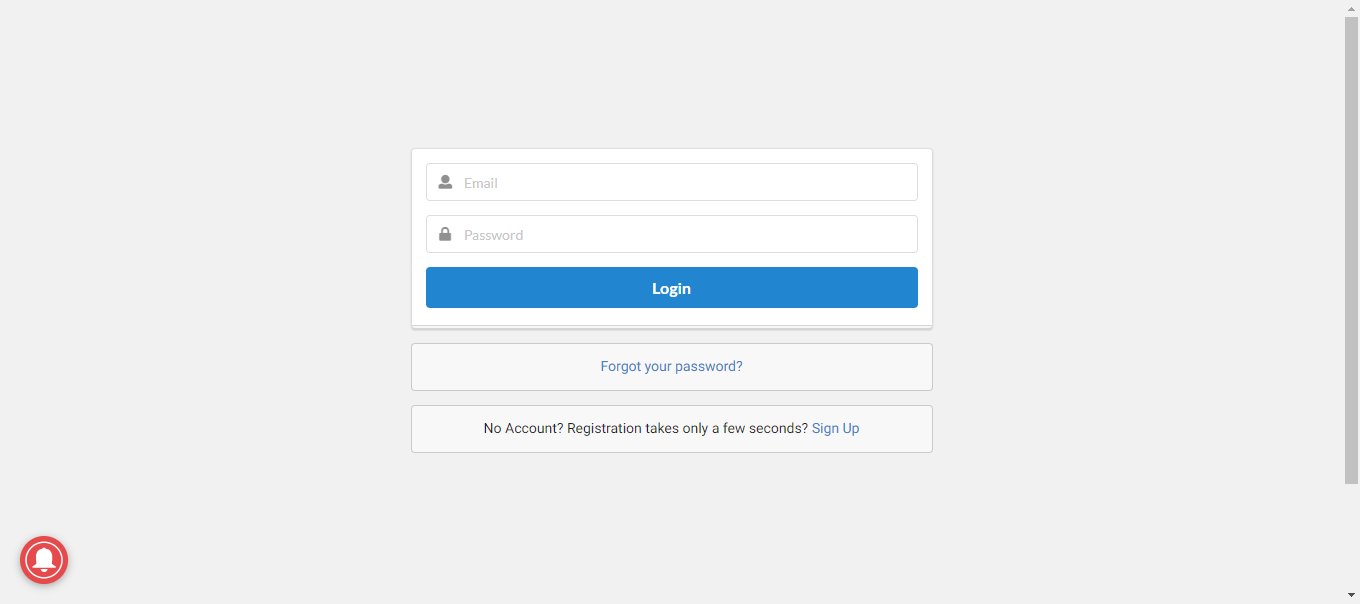 Email
Password
Login
Forgot your password?
No Account? Registration takes only a few seconds? Sign Up